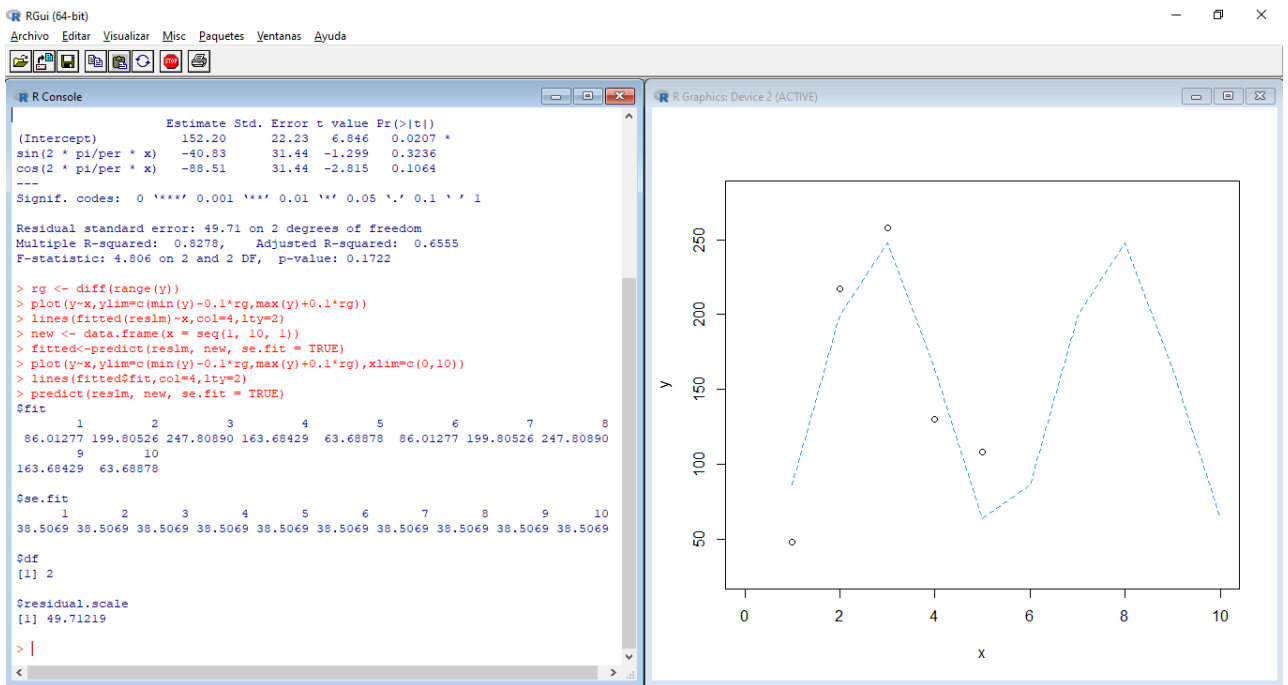 RGui (64-bit)
Archivo Editar Visualizar Misc Paquetes Ventanas Ayuda
STOP
R Console
Estimate Std. Error t value Pr(>|t|)
(Intercept) 152.20 22.23 6.846 0.0207 *
sin(2 * pi/per * x) -40.83 31.44 -1.299 0.3236
cos(2 * pi/per * x) -88.51 31.44 -2.815 0.1064
---
Signif. codes: 0 '***' 0.001 '**' 0.01 '*' 0.05 '.' 0.1 ' ' 1
Residual standard error: 49.71 on 2 degrees of freedom
Multiple R-squared: 0.8278, Adjusted R-squared: 0.6555
F-statistic: 4.806 on 2 and 2 DF, p-value: 0.1722
> rg <- diff(range(y))
> plot(y~x,ylim=c(min(y)-0.1*rg,max(y)+0.1*rg))
> lines(fitted(reslm)~x,col=4,lty=2)
> new <- data.frame(x = seq(1, 10, 1))
> fitted<-predict(reslm, new, se.fit = TRUE)
> plot(y~x,ylim=c(min(y)-0.1*rg,max(y)+0.1*rg),xlim=c(0,10))
> lines(fitted$fit,col=4,lty=2)
> predict(reslm, new, se.fit = TRUE)
$fit
1 2 3 4 5 6 7 8
86.01277 199.80526 247.80890 163.68429 63.68878 86.01277 199.80526 247.80890
9 10
163.68429 63.68878
$se.fit
1 2 3 4 5 6 7 8 9 10
38.5069 38.5069 38.5069 38.5069 38.5069 38.5069 38.5069 38.5069 38.5069 38.5069
$df
[1] 2
$residual.scale
[1] 49.71219
>
R Graphics: Device 2 (ACTIVE)
250
200
150
100
50
y
0 2 4 6 8 10
x